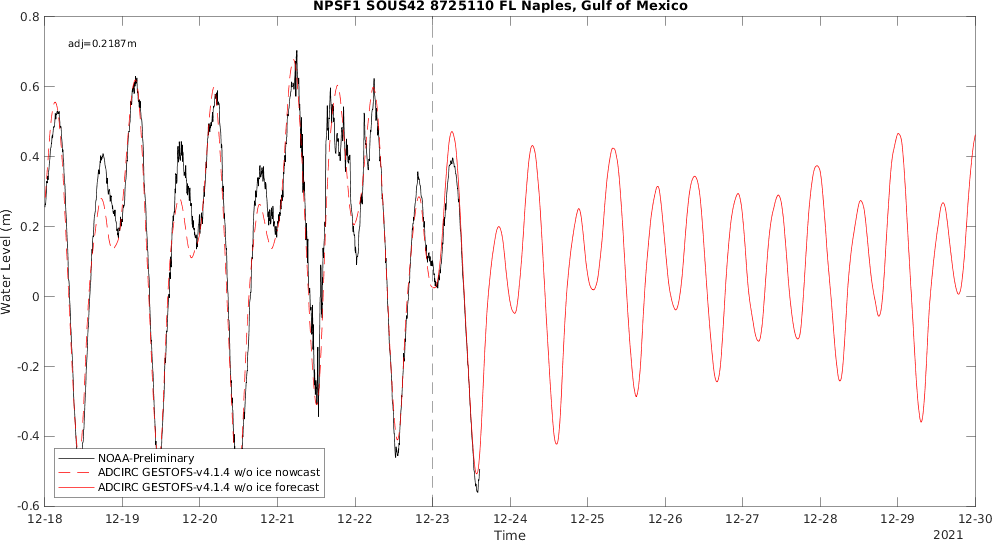 NPSF1 SOUS42 8725110 FL Naples, Gulf of Mexico
adj=0.2187m
0.8
0.6
0.4
0.2
0
-0.2
-0.4
-0.6
Water Level (m)
NOAA-Preliminary
ADCIRC GESTOFS-v4.1.4 w/o ice nowcast
ADCIRC GESTOFS-v4.1.4 w/o ice forecast
12-18 12-19 12-20 12-21 12-22 12-23 12-24 12-25 12-26 12-27 12-28 12-29 12-30
Time
2021